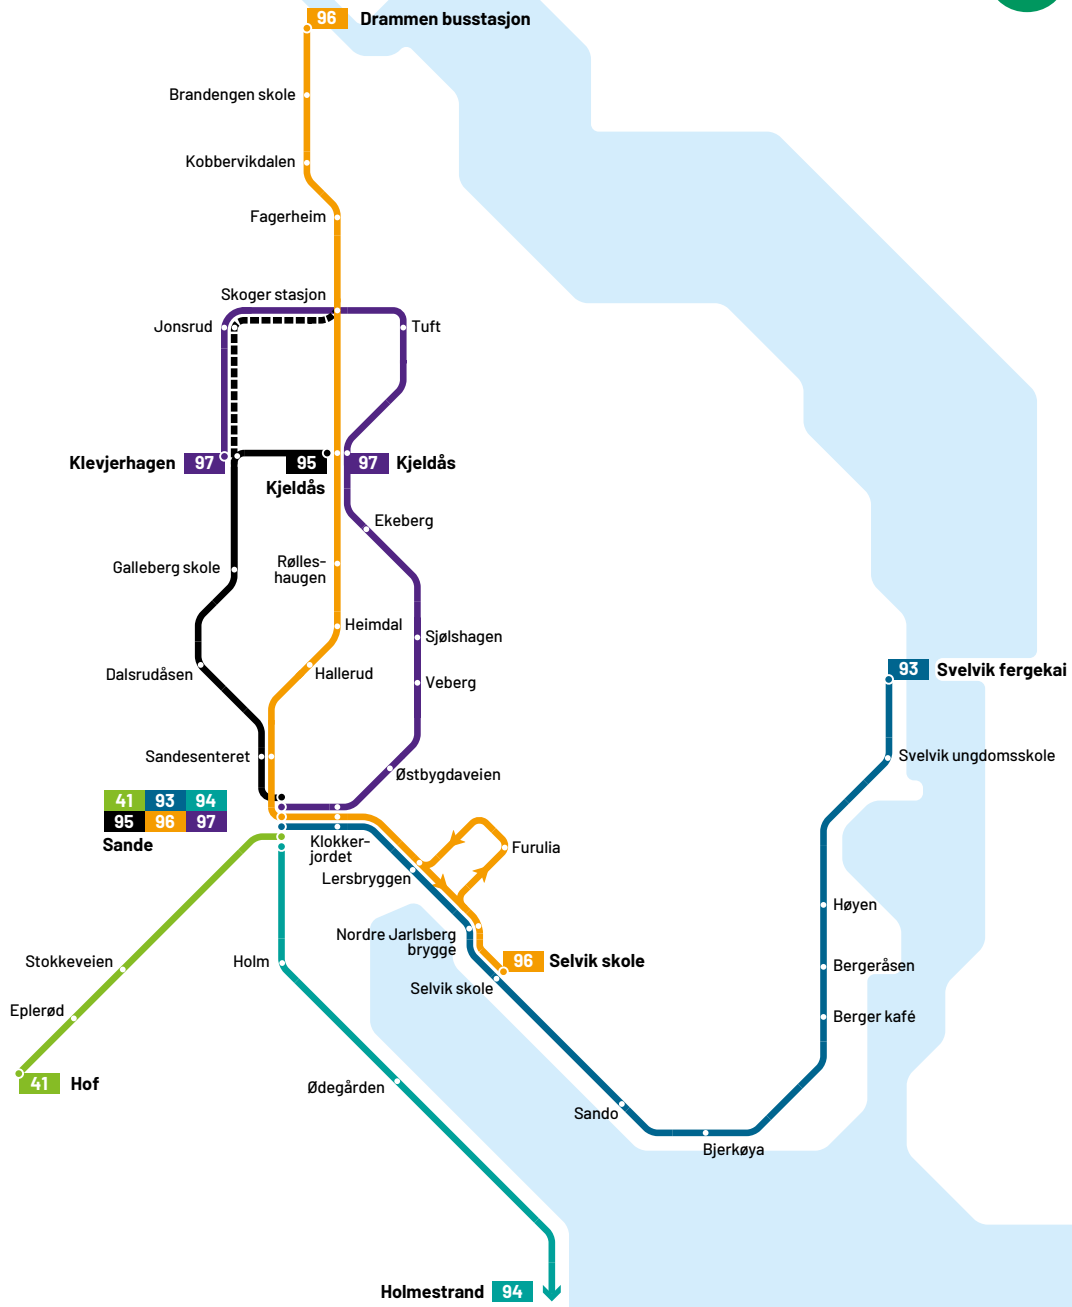 96 Drammen busstasjon
Brandengen skole
Kobbervikdalen
Fagerheim
Skoger stasjon
Jonsrud
Tuft
Klevjerhagen 97
95
Kjeldås
97 Kjeldås
Ekeberg
Galleberg skole
Rølles-
haugen
Heimdal
Sjølshagen
Hallerud
Dalsrudåsen
Veberg
93 Svelvik fergekai
Sandesenteret
Svelvik ungdomsskole
Østbygdaveien
41 93 94
95 96 97
Sande
Klokker-
jordet
Furulia
Lersbryggen
Høyen
Nordre Jarlsberg
brygge
Stokkeveien
Holm
96 Selvik skole
Bergeråsen
Selvik skole
Eplerød
Berger kafé
41 Hof
Ødegården
Sando
Bjerkøya
Holmestrand 94